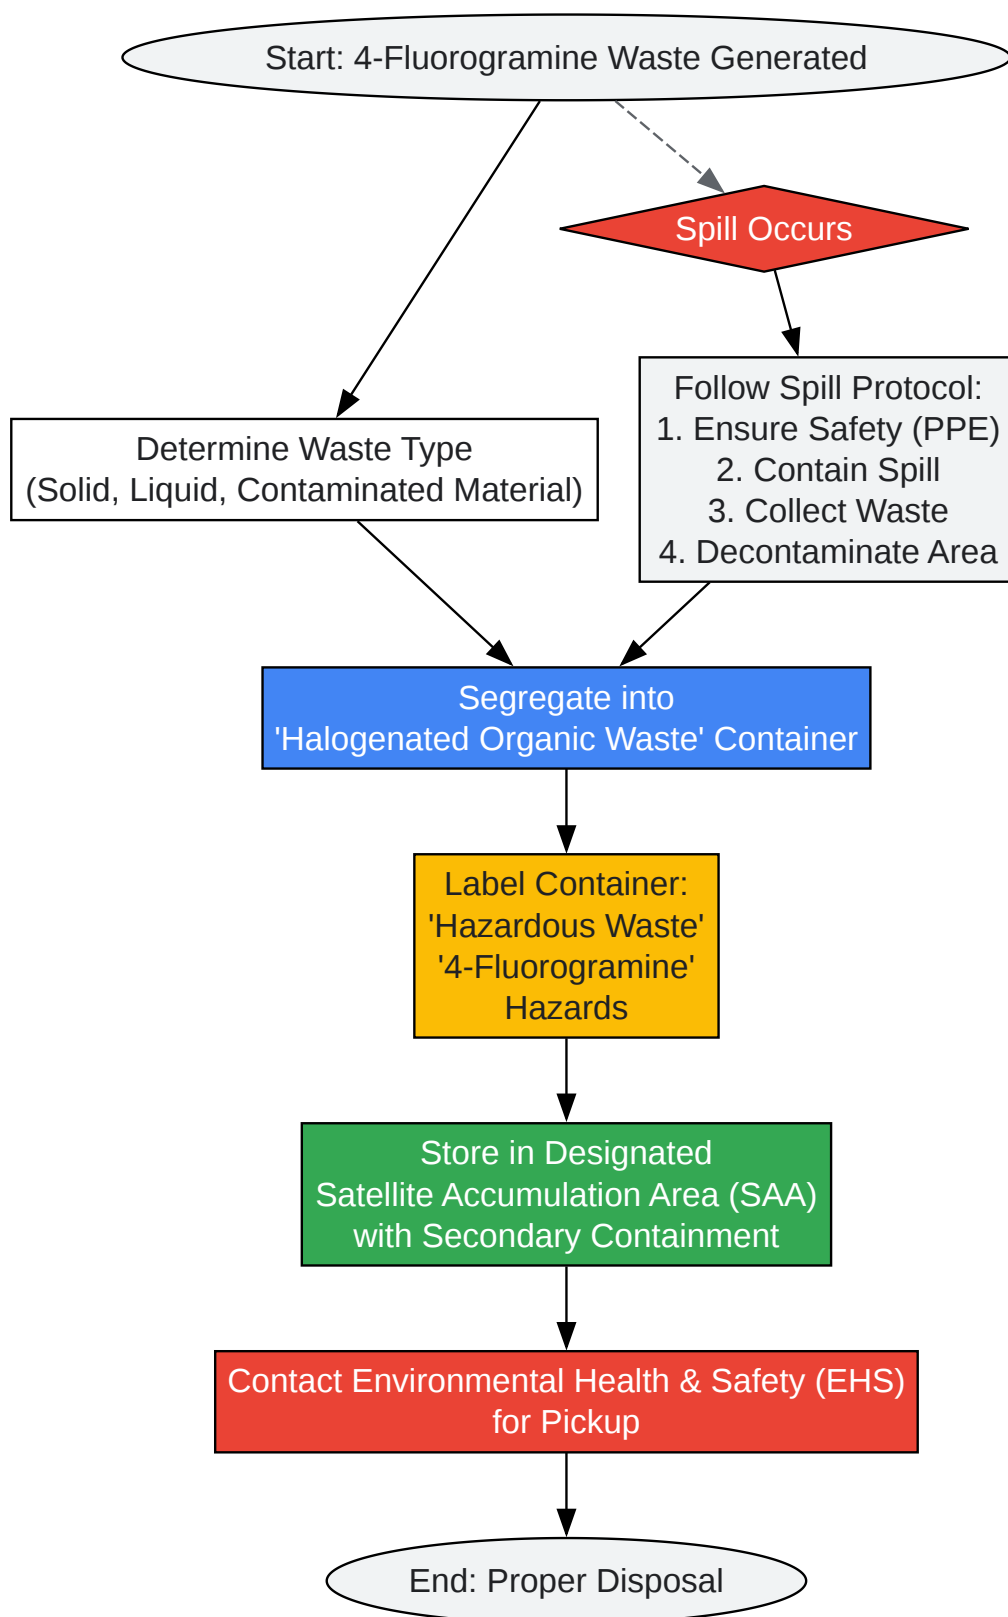 Start: 4-Fluorogramine Waste Generated
Spill Occurs
Follow Spill Protocol:
1. Ensure Safety (PPE)
2. Contain Spill
3. Collect Waste
4. Decontaminate Area
Determine Waste Type
(Solid, Liquid, Contaminated Material)
Segregate into
'Halogenated Organic Waste' Container
Label Container:
'Hazardous Waste'
'4-Fluorogramine'
Hazards
Store in Designated
Satellite Accumulation Area (SAA)
with Secondary Containment
Contact Environmental Health & Safety (EHS)
for Pickup
End: Proper Disposal